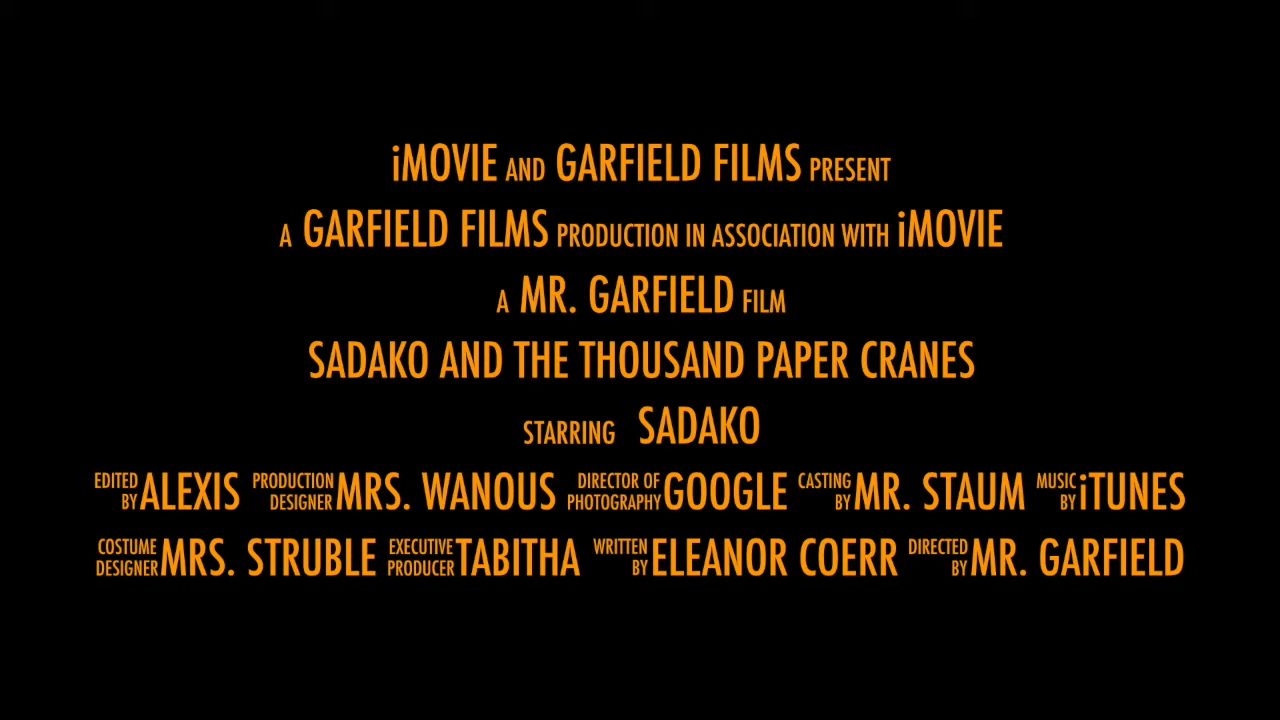 iMOVIE AND GARFIELD FILMS PRESENT
A GARFIELD FILMS PRODUCTION IN ASSOCIATION WITH iMOVIE
A MR. GARFIELD FILM
SADAKO AND THE THOUSAND PAPER CRANES
STARRING SADAKO
EDITED BY ALEXIS PRODUCTION DESIGNER MRS. WANOUS DIRECTOR OF PHOTOGRAPHY GOOGLE CASTING BY MR. STAUM MUSIC BY iTUNES
COSTUME DESIGNER MRS. STRUBLE EXECUTIVE PRODUCER TABITHA WRITTEN BY ELEANOR COERR DIRECTED BY MR. GARFIELD